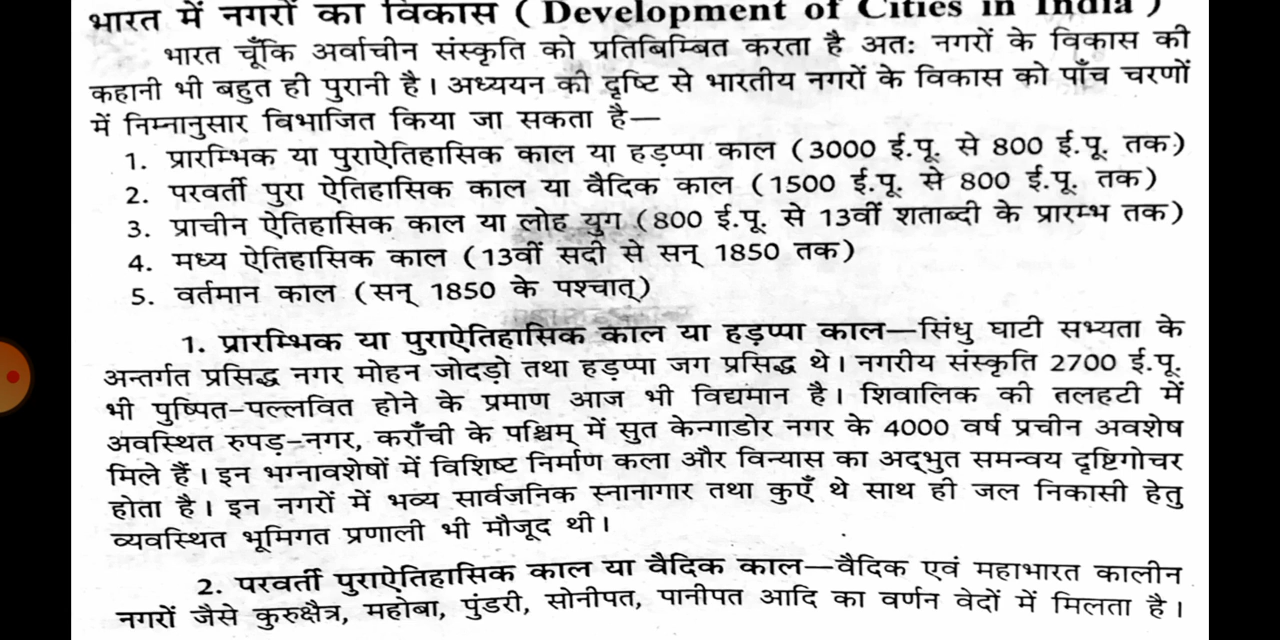 भारत में नगरों का विकास ( Development of Cities in India )
भारत चूँकि अर्वाचीन संस्कृति को प्रतिबिम्बित करता है अतः नगरों के विकास की
कहानी भी बहुत ही पुरानी है। अध्ययन की दृष्टि से भारतीय नगरों के विकास को पाँच चरणों
में निम्नानुसार विभाजित किया जा सकता है—
1. प्रारम्भिक या पुराऐतिहासिक काल या हड़प्पा काल (3000 ई.पू. से 800 ई.पू. तक)
2. परवर्ती पुरा ऐतिहासिक काल या वैदिक काल (1500 ई.पू. से 800 ई.पू. तक)
3. प्राचीन ऐतिहासिक काल या लोह युग (800 ई.पू. से 13वीं शताब्दी के प्रारम्भ तक)
4. मध्य ऐतिहासिक काल (13वीं सदी से सन् 1850 तक)
5. वर्तमान काल (सन् 1850 के पश्चात्)
1. प्रारम्भिक या पुराऐतिहासिक काल या हड़प्पा काल—सिंधु घाटी सभ्यता के
अन्तर्गत प्रसिद्ध नगर मोहन जोदड़ो तथा हड़प्पा जग प्रसिद्ध थे। नगरीय संस्कृति 2700 ई.पू.
भी पुष्पित-पल्लवित होने के प्रमाण आज भी विद्यमान है। शिवालिक की तलहटी में
अवस्थित रुपड़-नगर, कराँची के पश्चिम् में सुत केन्गाडोर नगर के 4000 वर्ष प्रचीन अवशेष
मिले हैं। इन भग्नावशेषों में विशिष्ट निर्माण कला और विन्यास का अद्भुत समन्वय दृष्टिगोचर
होता है। इन नगरों में भव्य सार्वजनिक स्नानागार तथा कुएँ थे साथ ही जल निकासी हेतु
व्यवस्थित भूमिगत प्रणाली भी मौजूद थी।
2. परवर्ती पुराऐतिहासिक काल या वैदिक काल—वैदिक एवं महाभारत कालीन
नगरों जैसे कुरुक्षैत्र, महोबा, पुंडरी, सोनीपत, पानीपत आदि का वर्णन वेदों में मिलता है।